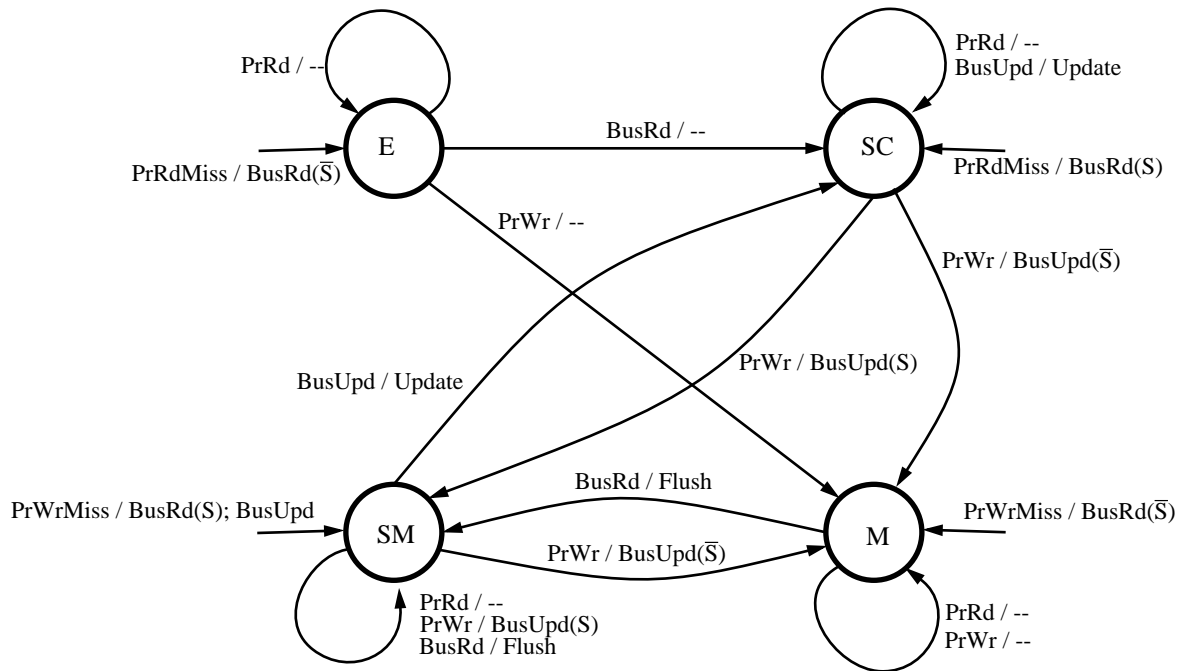 PrRd / --
PrRd / --
BusUpd / Update
E
BusRd / --
SC
PrRdMiss / BusRd(S̅)
PrRdMiss / BusRd(S)
PrWr / --
PrWr / BusUpd(S̅)
BusUpd / Update
PrWr / BusUpd(S)
BusRd / Flush
PrWrMiss / BusRd(S); BusUpd
SM
M
PrWrMiss / BusRd(S̅)
PrWr / BusUpd(S̅)
PrRd / --
PrWr / BusUpd(S)
BusRd / Flush
PrRd / --
PrWr / --